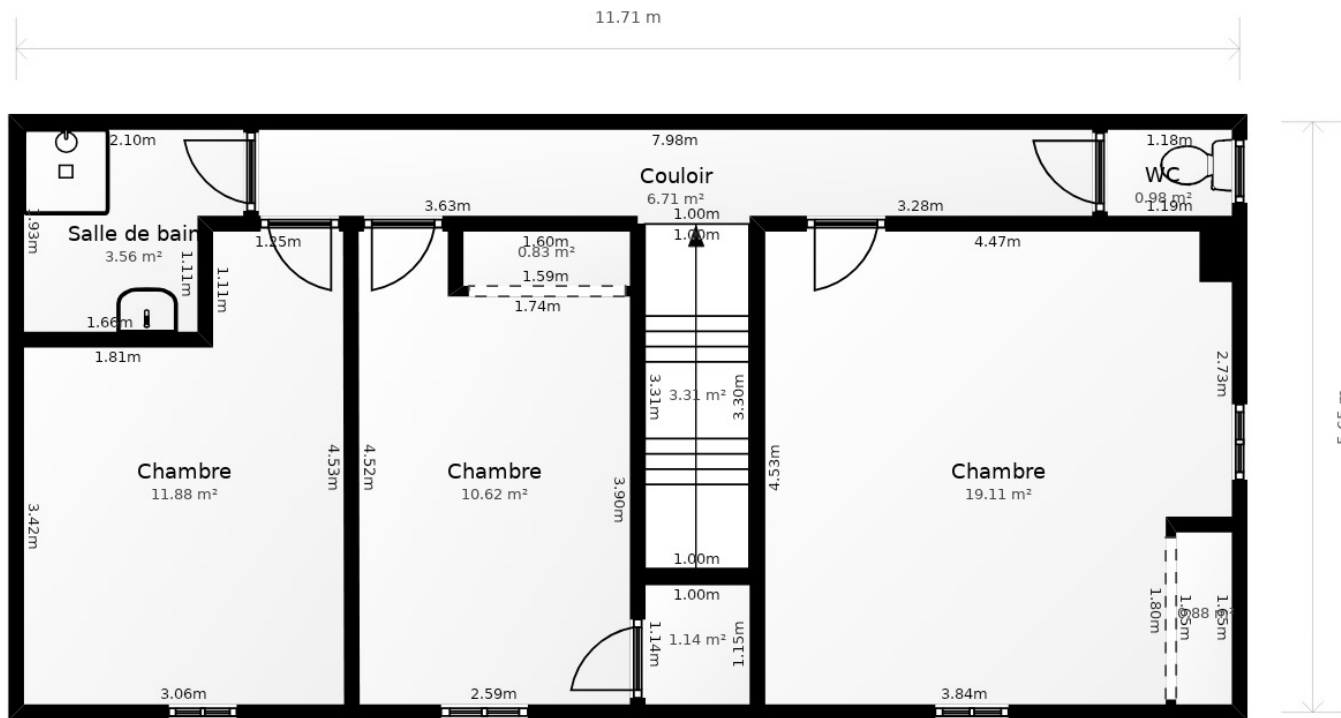 11.71 m
2.10m
7.98m
1.18m
Couloir
6.71 m²
WC
0.98 m²
1.19m
3.63m
1.00m
3.28m
1.00m
Salle de bain
3.56 m²
1.11m
1.11m
1.25m
1.60m
0.83 m²
1.59m
1.74m
4.47m
1.66m
1.81m
2.73m
3.31m
3.31 m²
3.30m
Chambre
11.88 m²
4.53m
4.52m
Chambre
10.62 m²
3.90m
4.53m
Chambre
19.11 m²
3.42m
1.00m
1.00m
1.14m
1.14 m²
1.15m
1.80m
1.65m
0.88 m²
1.65m
3.06m
2.59m
3.84m